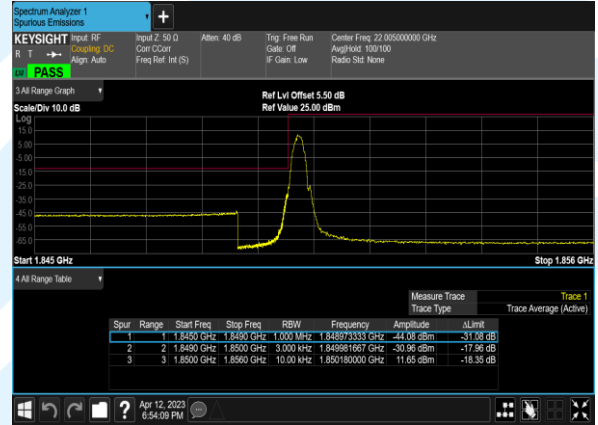 Spectrum Analyzer 1
Spurious Emissions
+
KEYSIGHT Input: RF Input Z: 50 Ω Atten: 40 dB Trig: Free Run Center Freq: 22.005000000 GHz
R T Coupling: DC Corr CCorr Gate: Off Avg|Hold: 100/100
Align: Auto Freq Ref: Int (S) IF Gain: Low Radio Std: None
PASS
3 All Range Graph
Ref Lvl Offset 5.50 dB
Scale/Div 10.0 dB Ref Value 25.00 dBm
Log
15.0
5.00
-5.00
-15.0
-25.0
-35.0
-45.0
-55.0
-65.0
Start 1.845 GHz Stop 1.856 GHz
4 All Range Table
Measure Trace Trace 1
Trace Type Trace Average (Active)
Spur Range Start Freq Stop Freq RBW Frequency Amplitude ΔLimit
1 1 1.8450 GHz 1.8490 GHz 1.000 MHz 1.848973333 GHz -44.08 dBm -31.08 dB
2 2 1.8490 GHz 1.8500 GHz 3.000 kHz 1.849981667 GHz -30.96 dBm -17.96 dB
3 3 1.8500 GHz 1.8560 GHz 10.00 kHz 1.850180000 GHz 11.65 dBm -18.35 dB
? Apr 12, 2023
6:54:09 PM